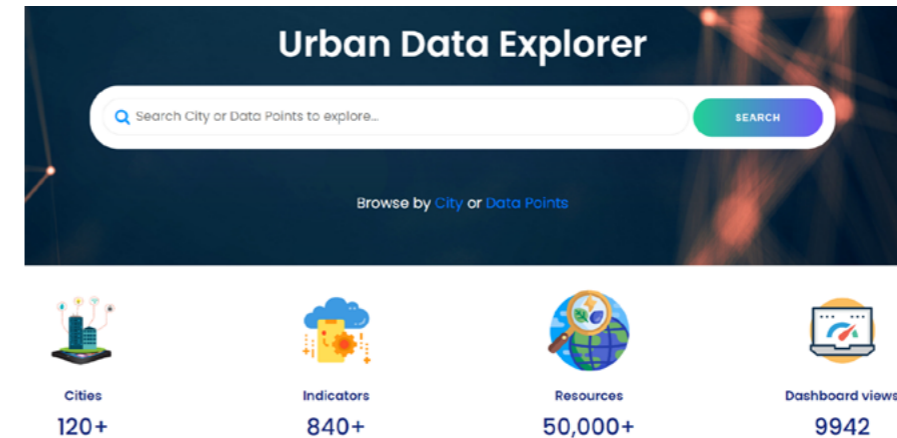 Urban Data Explorer
Search City or Data Points to explore...
SEARCH
Browse by City or Data Points
Cities
Indicators
Resources
Dashboard views
120+
840+
50,000+
9942